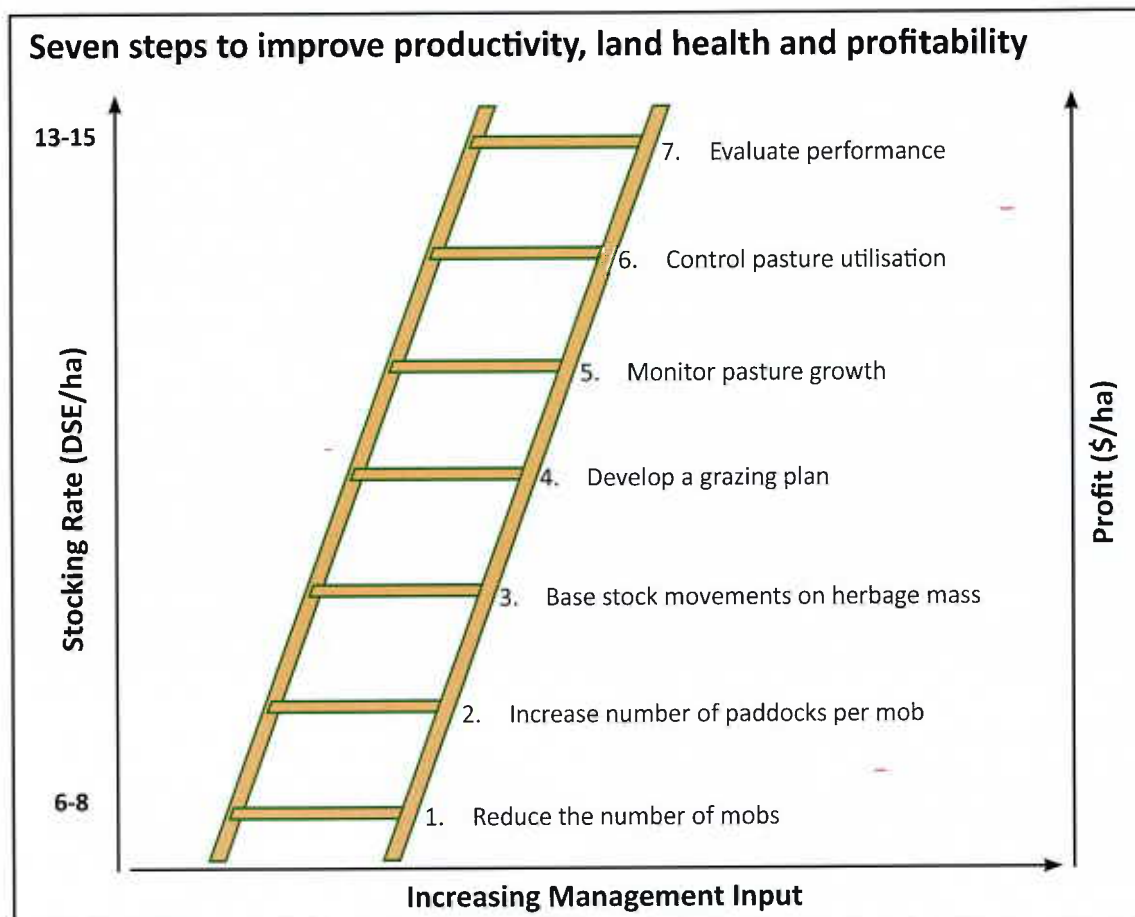 Seven steps to improve productivity, land health and profitability
13-15
7. Evaluate performance
6. Control pasture utilisation
5. Monitor pasture growth
4. Develop a grazing plan
3. Base stock movements on herbage mass
2. Increase number of paddocks per mob
6-8
1. Reduce the number of mobs
Stocking Rate (DSE/ha)
Profit ($/ha)
Increasing Management Input